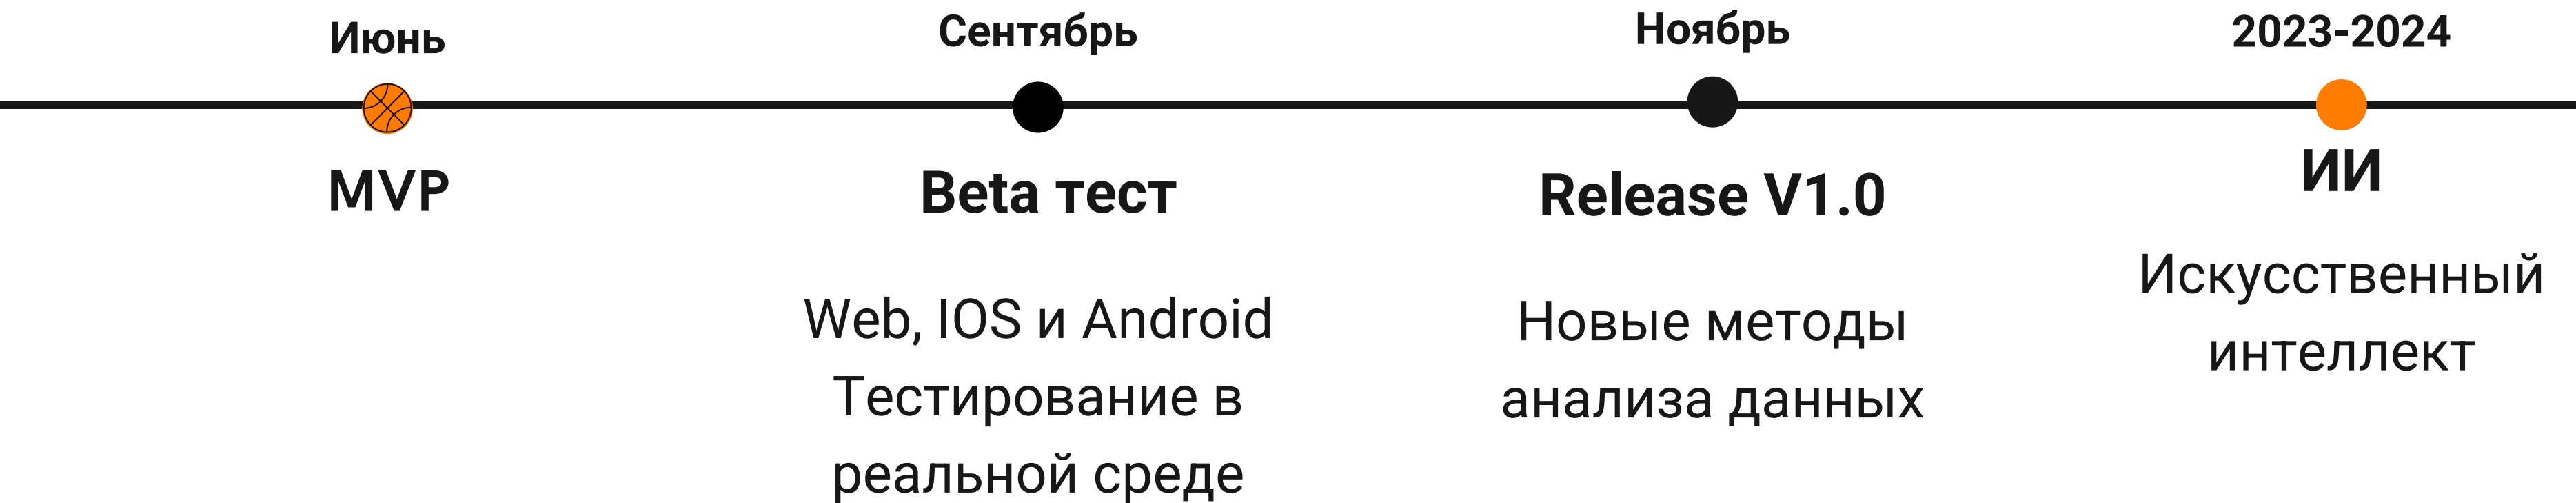 Июнь
MVP
Сентябрь
Beta тест
Web, IOS и Android
Тестирование в
реальной среде
Ноябрь
Release V1.0
Новые методы
анализа данных
2023-2024
ИИ
Искусственный
интеллект